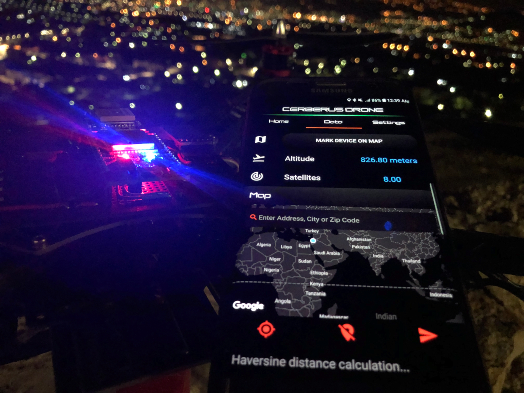 SAMSUNG
86% 12:39 AM
CERBERUS DRONE
Home Data Settings
MARK DEVICE ON MAP
Altitude 826.80 meters
Satellites 8.00
Map
Enter Address, City or Zip Code
Turkey
Algeria Libya Egypt Afghanistan
Pakistan
Saudi Arabia India
Niger Sudan Thailand
Nigeria Ethiopia
Kenya
Tanzania Indonesia
Angola
Google Madagascar Indian
Haversine distance calculation...